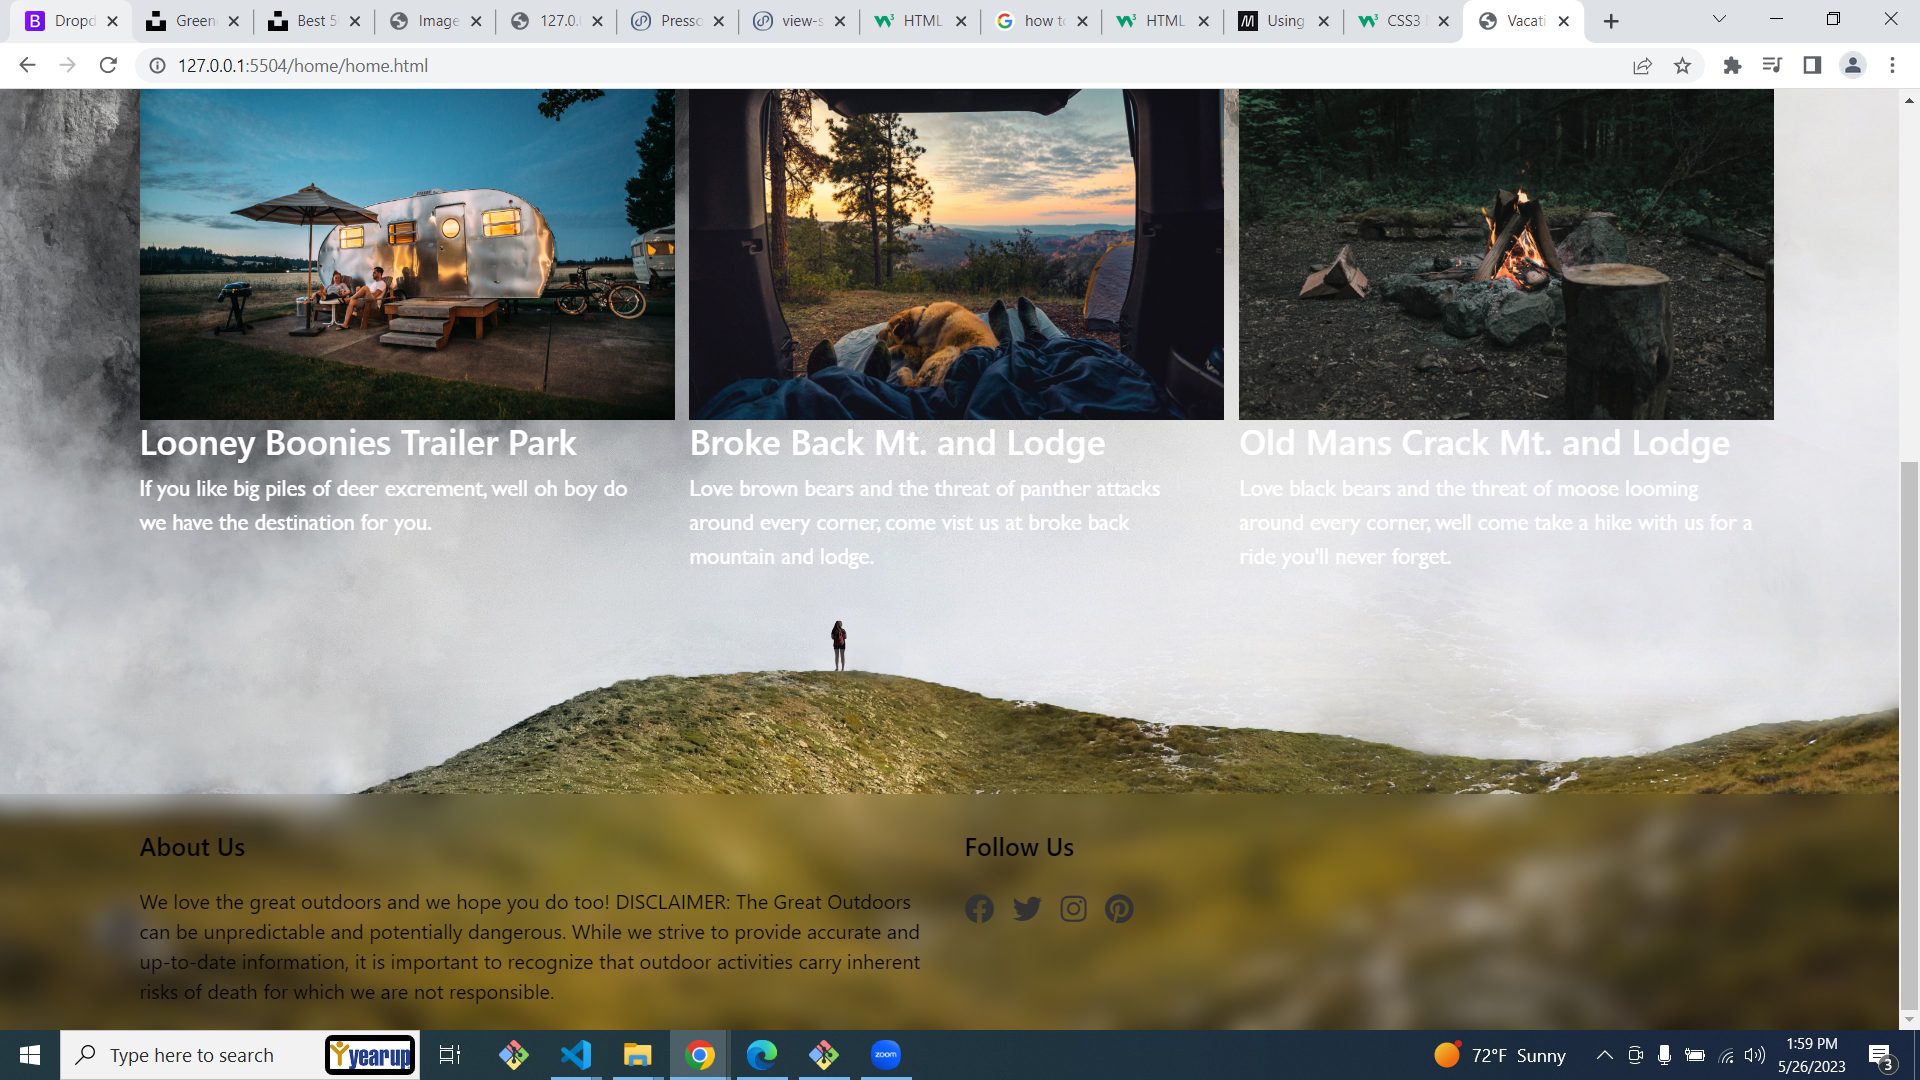 Dropd
Green
Best 5
Image
127.0.
Presso
view-s
HTML
how to
HTML
Using
CSS3
Vacati
127.0.0.1:5504/home/home.html
Looney Boonies Trailer Park
If you like big piles of deer excrement, well oh boy do
we have the destination for you.
Broke Back Mt. and Lodge
Love brown bears and the threat of panther attacks
around every corner, come vist us at broke back
mountain and lodge.
Old Mans Crack Mt. and Lodge
Love black bears and the threat of moose looming
around every corner, well come take a hike with us for a
ride you'll never forget.
About Us
We love the great outdoors and we hope you do too! DISCLAIMER: The Great Outdoors
can be unpredictable and potentially dangerous. While we strive to provide accurate and
up-to-date information, it is important to recognize that outdoor activities carry inherent
risks of death for which we are not responsible.
Follow Us
Type here to search
yearup
zoom
72°F Sunny
1:59 PM
5/26/2023
3